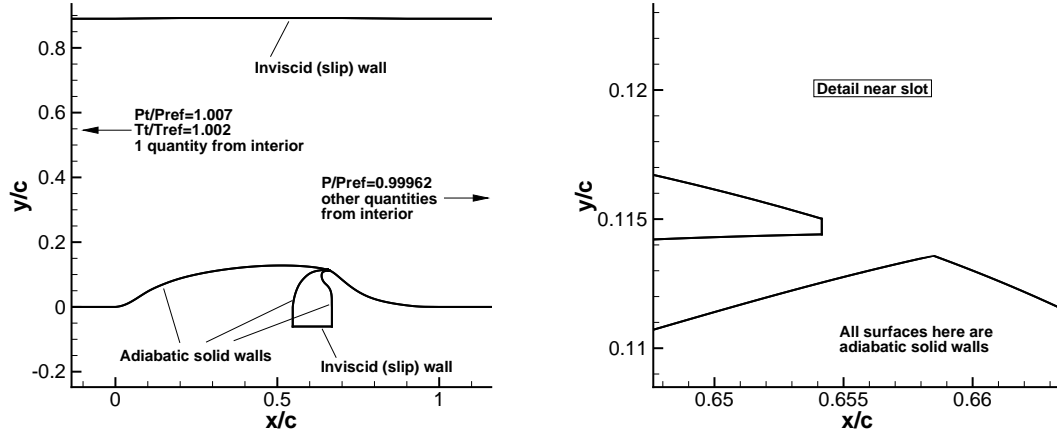 Inviscid (slip) wall
Pt/Pref=1.007
Tt/Tref=1.002
1 quantity from interior
P/Pref=0.99962
other quantities
from interior
Adiabatic solid walls
Inviscid (slip) wall
y/c
0.8
0.6
0.4
0.2
0
-0.2
0
0.5
1
x/c
Detail near slot
All surfaces here are
adiabatic solid walls
y/c
0.12
0.115
0.11
0.65
0.655
0.66
x/c